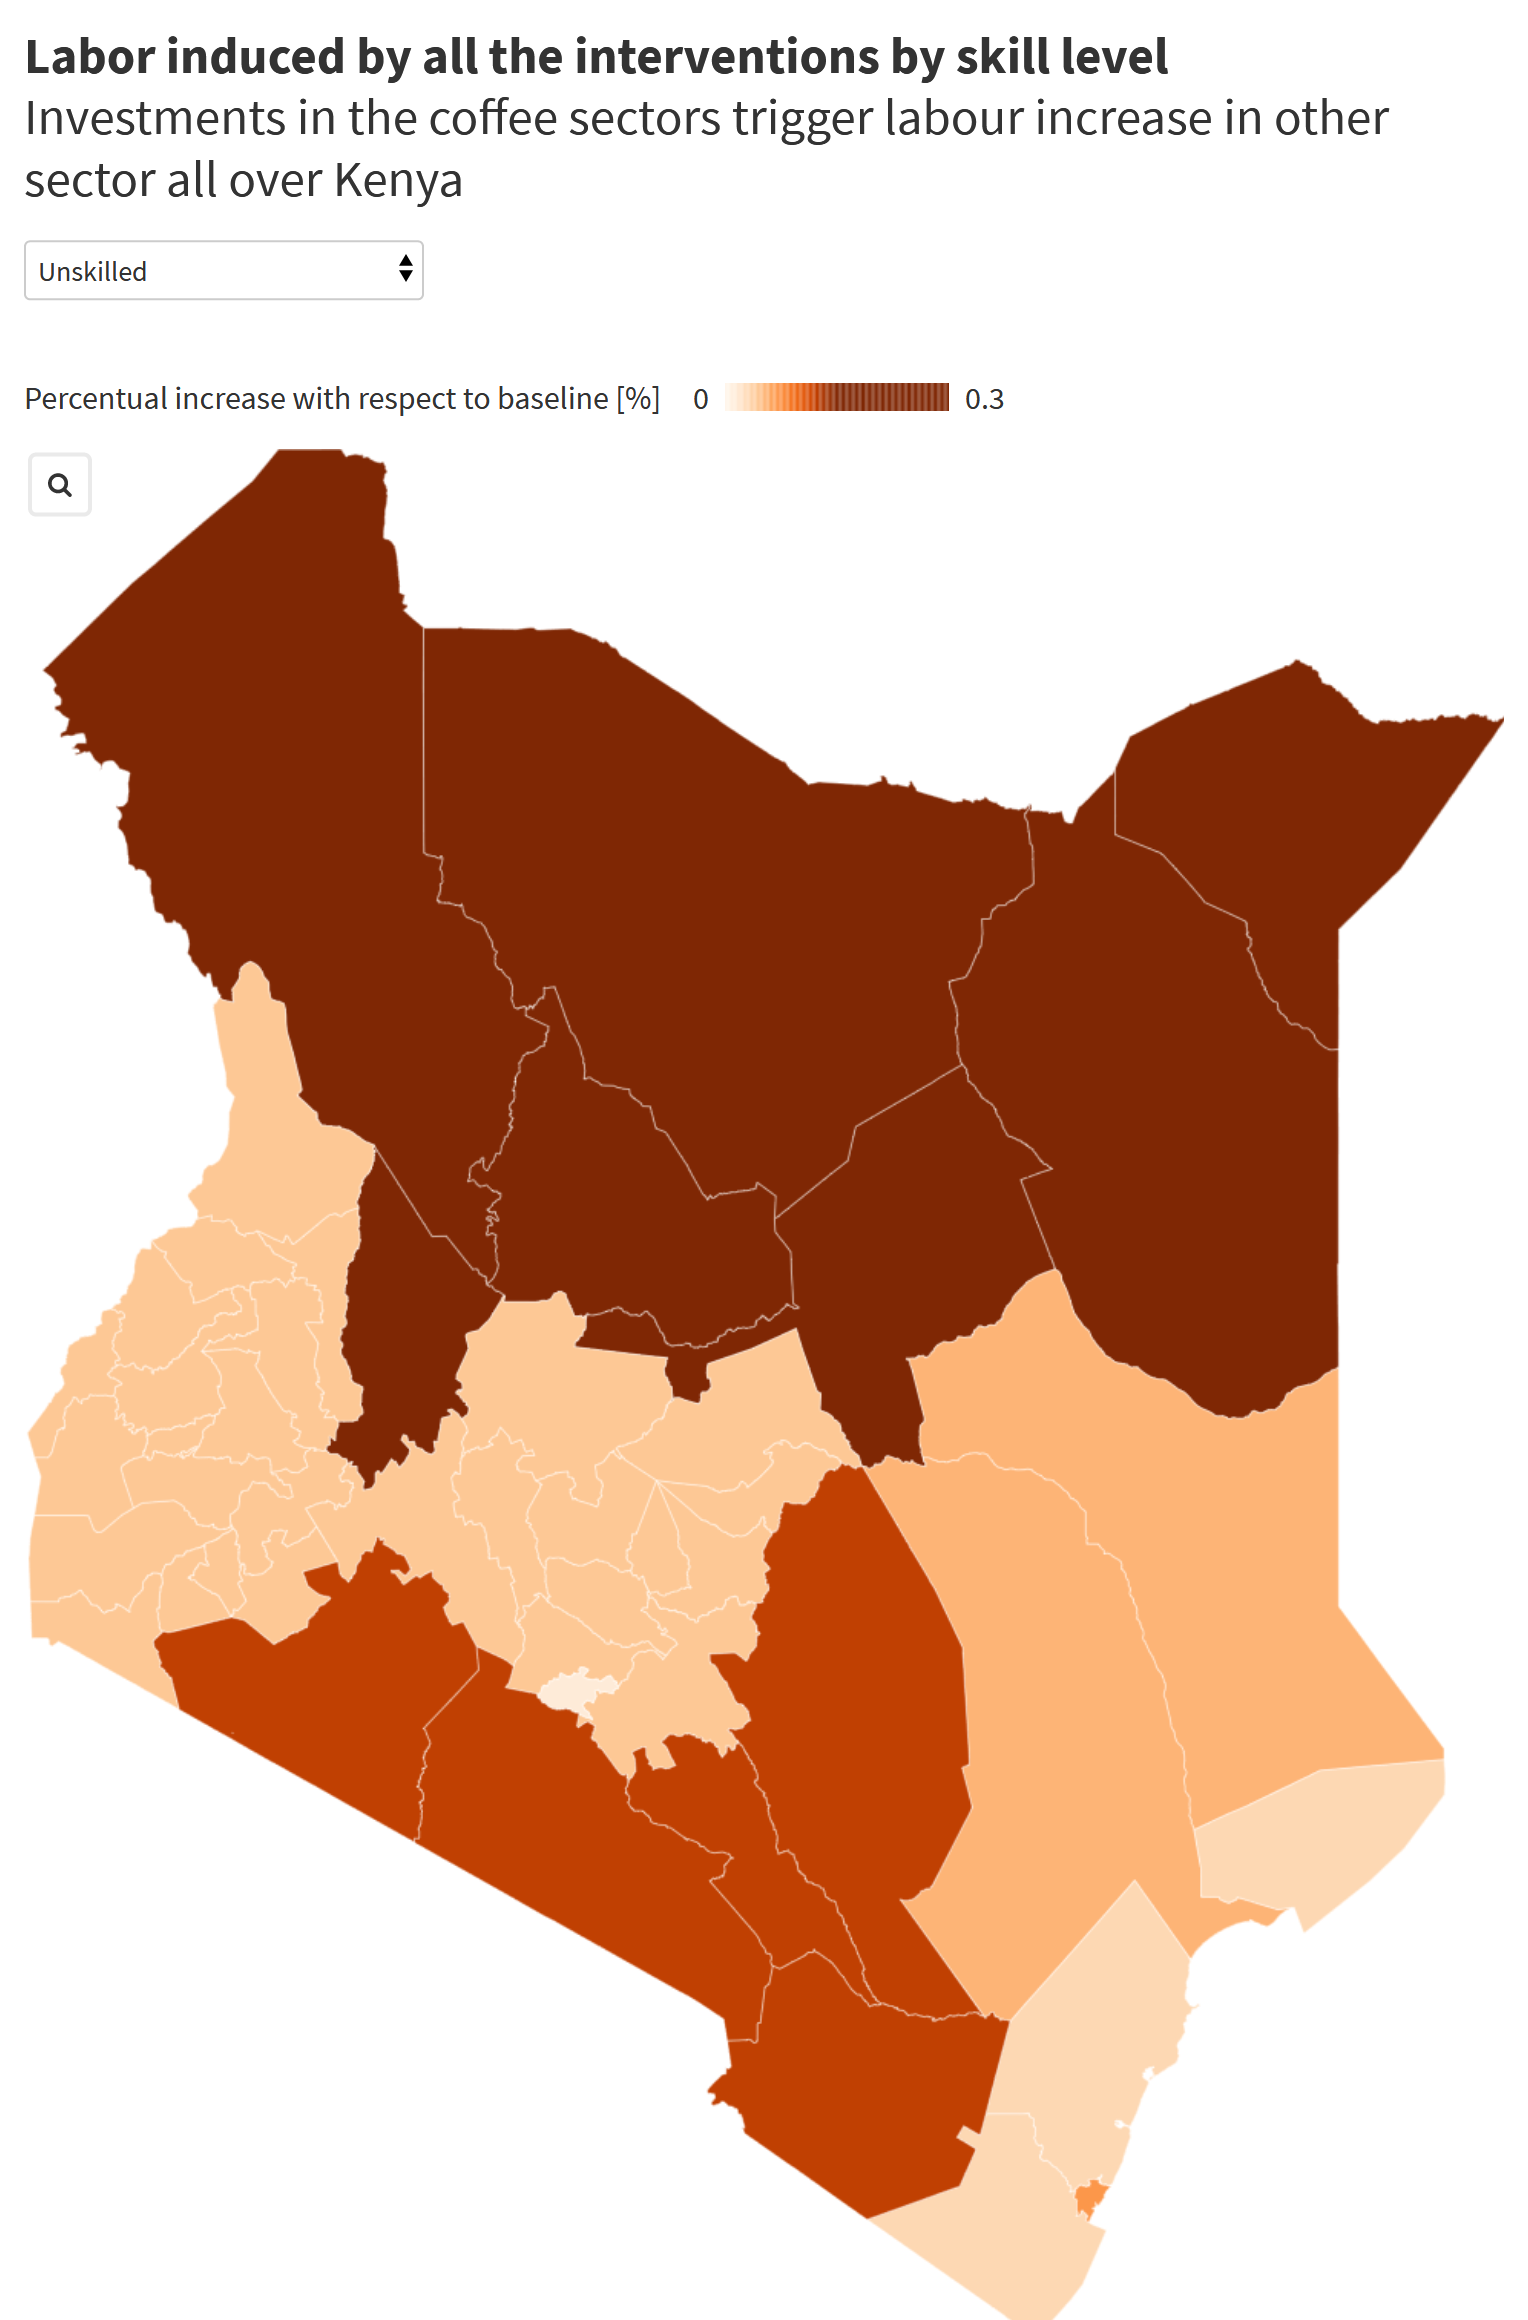 Labor induced by all the interventions by skill level
Investments in the coffee sectors trigger labour increase in other
sector all over Kenya
Unskilled
Percentual increase with respect to baseline [%] 0 0.3